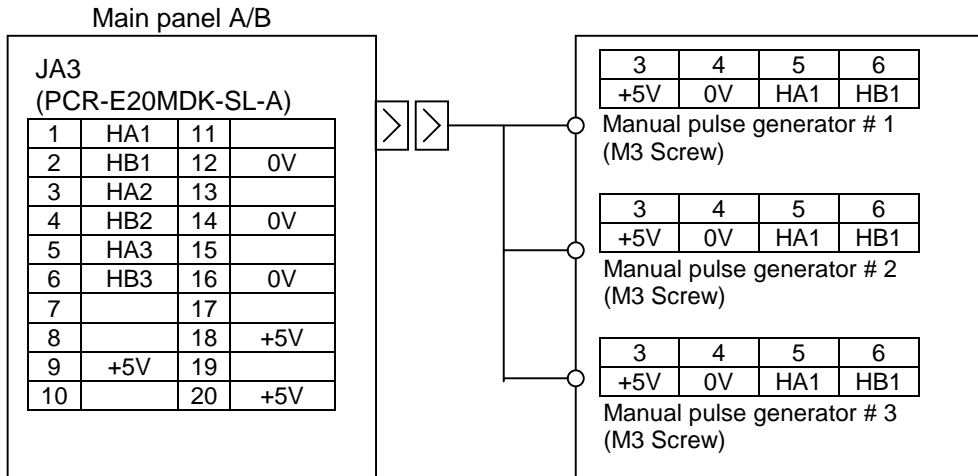 Main panel A/B
JA3
(PCR-E20MDK-SL-A)
1 HA1 11
2 HB1 12 0V
3 HA2 13
4 HB2 14 0V
5 HA3 15
6 HB3 16 0V
7 17
8 18 +5V
9 +5V 19
10 20 +5V
3 4 5 6
+5V 0V HA1 HB1
Manual pulse generator # 1
(M3 Screw)
3 4 5 6
+5V 0V HA1 HB1
Manual pulse generator # 2
(M3 Screw)
3 4 5 6
+5V 0V HA1 HB1
Manual pulse generator # 3
(M3 Screw)